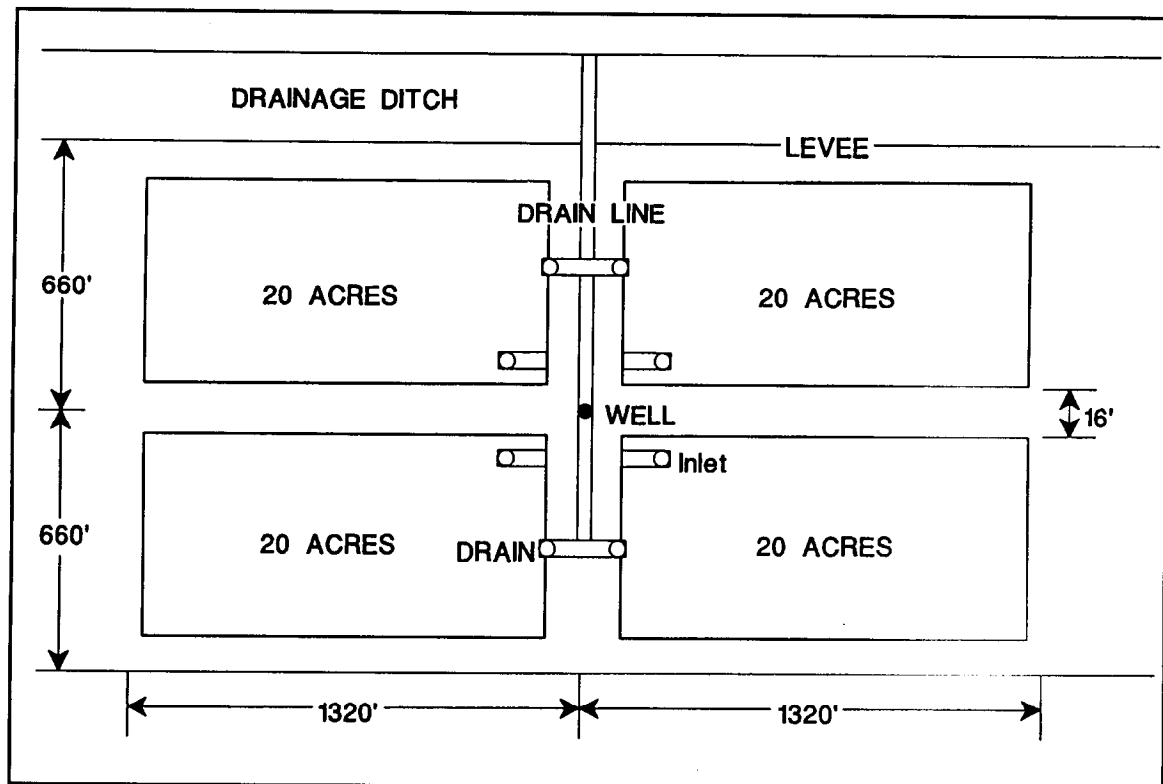 DRAINAGE DITCH
LEVEE
DRAIN LINE
660'
20 ACRES
20 ACRES
WELL
16'
Inlet
660'
20 ACRES
DRAIN
20 ACRES
1320'
1320'